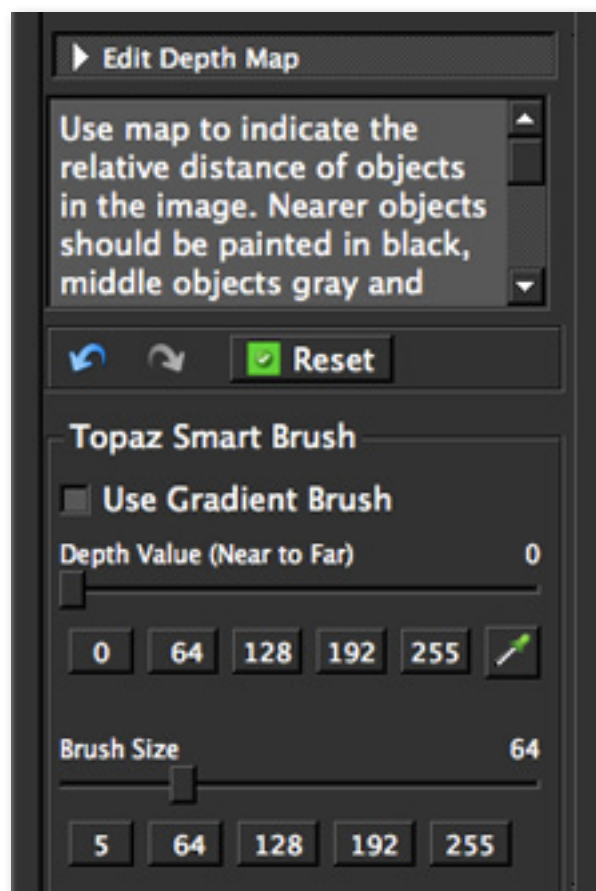 Edit Depth Map
Use map to indicate the
relative distance of objects
in the image. Nearer objects
should be painted in black,
middle objects gray and
Reset
Topaz Smart Brush
Use Gradient Brush
Depth Value (Near to Far) 0
0 64 128 192 255
Brush Size 64
5 64 128 192 255